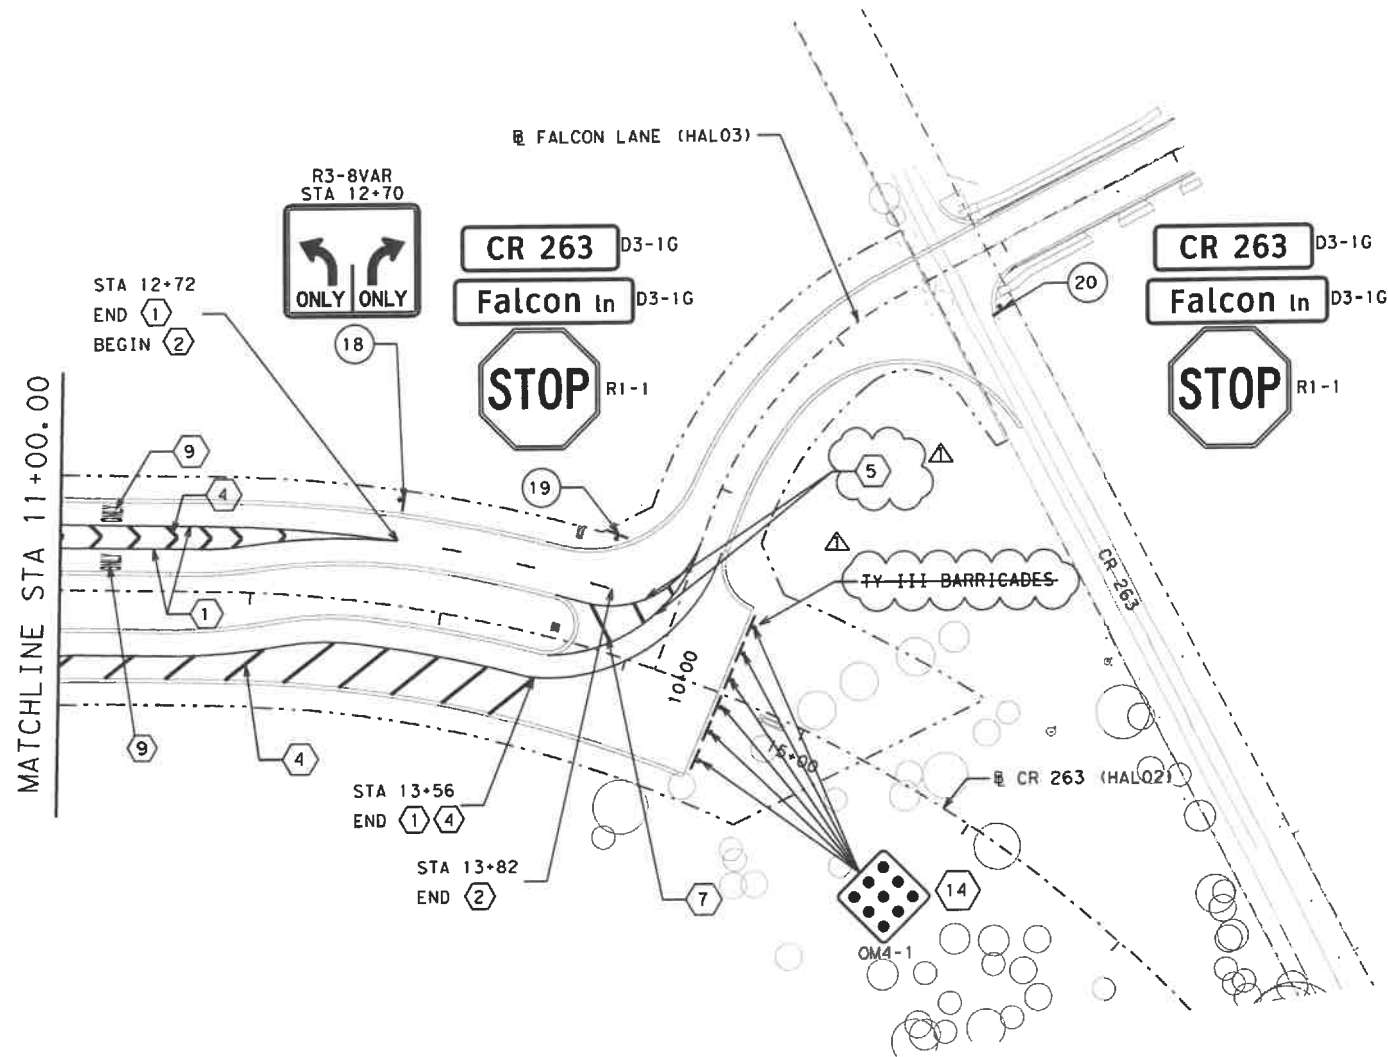 ℄ FALCON LANE (HAL03)
R3-8VAR
STA 12+70
ONLY ONLY
CR 263 D3-1G
Falcon ln D3-1G
STOP R1-1
CR 263 D3-1G
Falcon ln D3-1G
STOP R1-1
20
STA 12+72
END 1
BEGIN 2
18
MATCHLINE STA 11+00.00
9
4
19
5
1
1
ONLY
ONLY
TY III BARRICADES
CR 263
1
10+00
9
4
15+00
℄ CR 263 (HAL02)
STA 13+56
END 1 4
STA 13+82
END 2
7
14
OM4-1